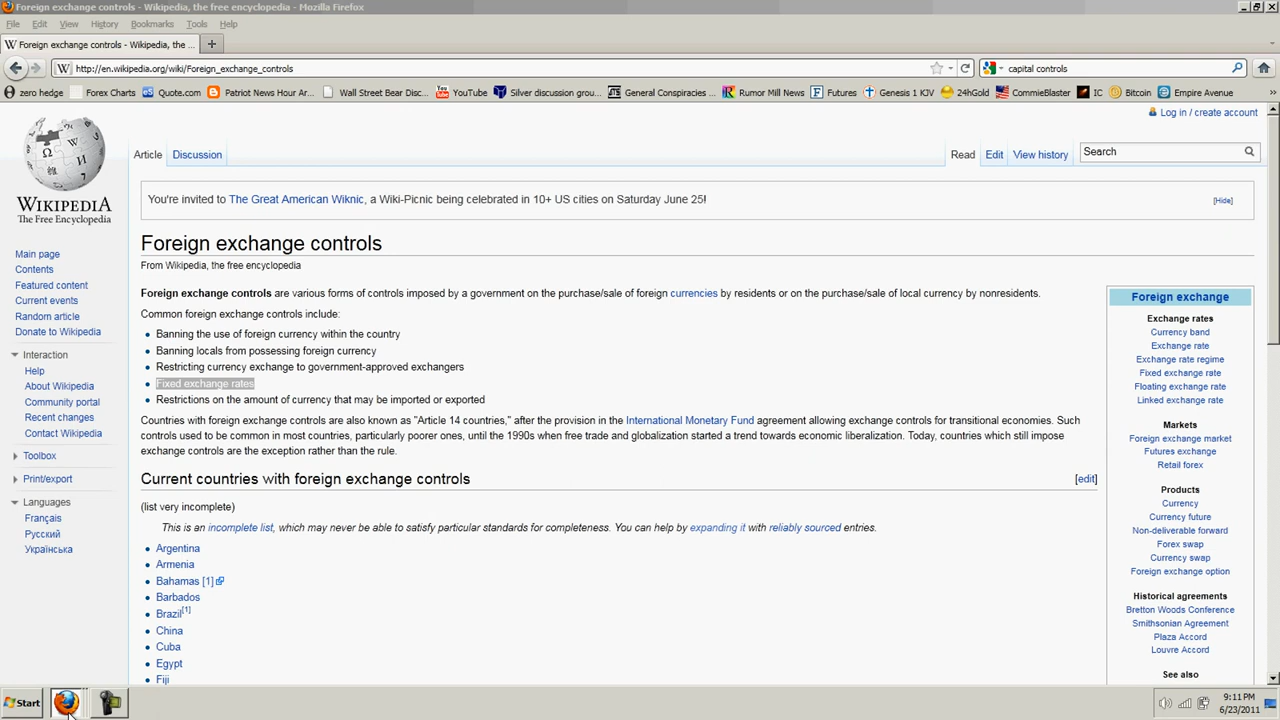 Foreign exchange controls - Wikipedia, the free encyclopedia - Mozilla Firefox
File Edit View History Bookmarks Tools Help
Foreign exchange controls - Wikipedia, the ...
http://en.wikipedia.org/wiki/Foreign_exchange_controls
capital controls
zero hedge Forex Charts Quote.com Patriot News Hour Ar... Wall Street Bear Disc... YouTube Silver discussion grou... General Conspiracies ... Rumor Mill News Futures Genesis 1 KJV 24hGold CommieBlaster IC Bitcoin Empire Avenue
Log in / create account
Article Discussion Read Edit View history Search
WIKIPEDIA
The Free Encyclopedia
Main page
Contents
Featured content
Current events
Random article
Donate to Wikipedia
Interaction
Help
About Wikipedia
Community portal
Recent changes
Contact Wikipedia
Toolbox
Print/export
Languages
Français
Русский
Українська
You're invited to The Great American Wiknic, a Wiki-Picnic being celebrated in 10+ US cities on Saturday June 25!
[Hide]
Foreign exchange controls
From Wikipedia, the free encyclopedia
Foreign exchange controls are various forms of controls imposed by a government on the purchase/sale of foreign currencies by residents or on the purchase/sale of local currency by nonresidents.
Common foreign exchange controls include:
Banning the use of foreign currency within the country
Banning locals from possessing foreign currency
Restricting currency exchange to government-approved exchangers
Fixed exchange rates
Restrictions on the amount of currency that may be imported or exported
Countries with foreign exchange controls are also known as "Article 14 countries," after the provision in the International Monetary Fund agreement allowing exchange controls for transitional economies. Such
controls used to be common in most countries, particularly poorer ones, until the 1990s when free trade and globalization started a trend towards economic liberalization. Today, countries which still impose
exchange controls are the exception rather than the rule.
Current countries with foreign exchange controls [edit]
(list very incomplete)
This is an incomplete list, which may never be able to satisfy particular standards for completeness. You can help by expanding it with reliably sourced entries.
Argentina
Armenia
Bahamas [1]
Barbados
Brazil[1]
China
Cuba
Egypt
Fiji
Foreign exchange
Exchange rates
Currency band
Exchange rate
Exchange rate regime
Fixed exchange rate
Floating exchange rate
Linked exchange rate
Markets
Foreign exchange market
Futures exchange
Retail forex
Products
Currency
Currency future
Non-deliverable forward
Forex swap
Currency swap
Foreign exchange option
Historical agreements
Bretton Woods Conference
Smithsonian Agreement
Plaza Accord
Louvre Accord
See also
Start
9:11 PM
6/23/2011